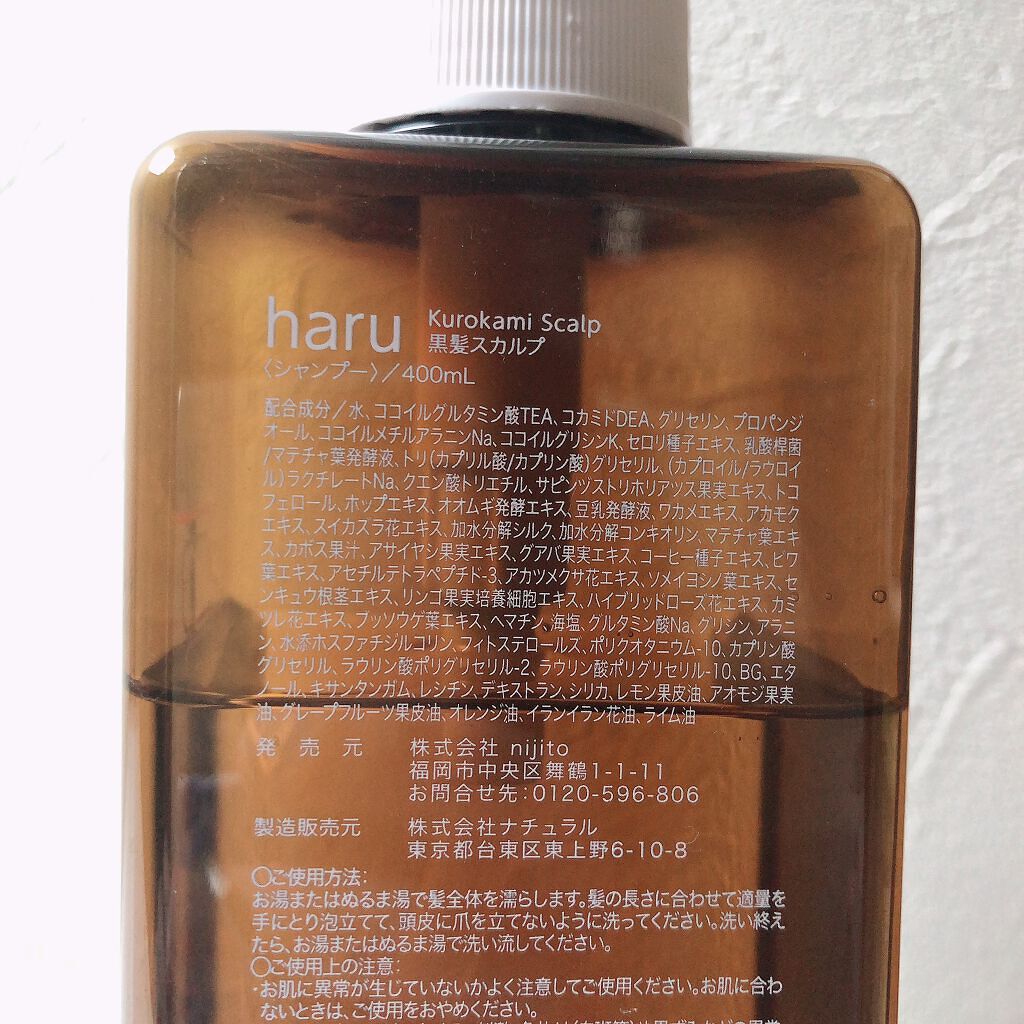 haru Kurokami Scalp
黒髪スカルプ
〈シャンプー〉／400mL
配合成分／水、ココイルグルタミン酸TEA、コカミドDEA、グリセリン、プロパンジ
オール、ココイルメチルアラニンNa、ココイルグリシンK、セロリ種子エキス、乳酸桿菌
/マテチャ葉発酵液、トリ(カプリル酸/カプリン酸)グリセリル、(カプロイル/ラウロイ
ル)ラクチレートNa、クエン酸トリエチル、サピンヅストリホリアツス果実エキス、トコ
フェロール、ホップエキス、オオムギ発酵エキス、豆乳発酵液、ワカメエキス、アカモク
エキス、スイカズラ花エキス、加水分解シルク、加水分解コンキオリン、マテチャ葉エキ
ス、カボス果汁、アサイヤシ果実エキス、グアバ果実エキス、コーヒー種子エキス、ビワ
葉エキス、アセチルテトラペプチド-3、アカツメクサ花エキス、ソメイヨシノ葉エキス、セ
ンキュウ根茎エキス、リンゴ果実培養細胞エキス、ハイブリッドローズ花エキス、カミ
ツレ花エキス、ブッソウゲ葉エキス、ヘマチン、海塩、グルタミン酸Na、グリシン、アラニ
ン、水添ホスファチジルコリン、フィトステロールズ、ポリクオタニウム-10、カプリン酸
グリセリル、ラウリン酸ポリグリセリル-2、ラウリン酸ポリグリセリル-10、BG、エタ
ノール、キサンタンガム、レシチン、デキストラン、シリカ、レモン果皮油、アオモジ果実
油、グレープフルーツ果皮油、オレンジ油、イランイラン花油、ライム油
発売元 株式会社 nijito
福岡市中央区舞鶴1-1-11
お問合せ先：0120-596-806
製造販売元 株式会社ナチュラル
東京都台東区東上野6-10-8
〇ご使用方法：
お湯またはぬるま湯で髪全体を濡らします。髪の長さに合わせて適量を
手にとり泡立てて、頭皮に爪を立てないように洗ってください。洗い終え
たら、お湯またはぬるま湯で洗い流してください。
〇ご使用上の注意：
・お肌に異常が生じていないかよく注意してご使用ください。お肌に合わ
ないときは、ご使用をおやめください。